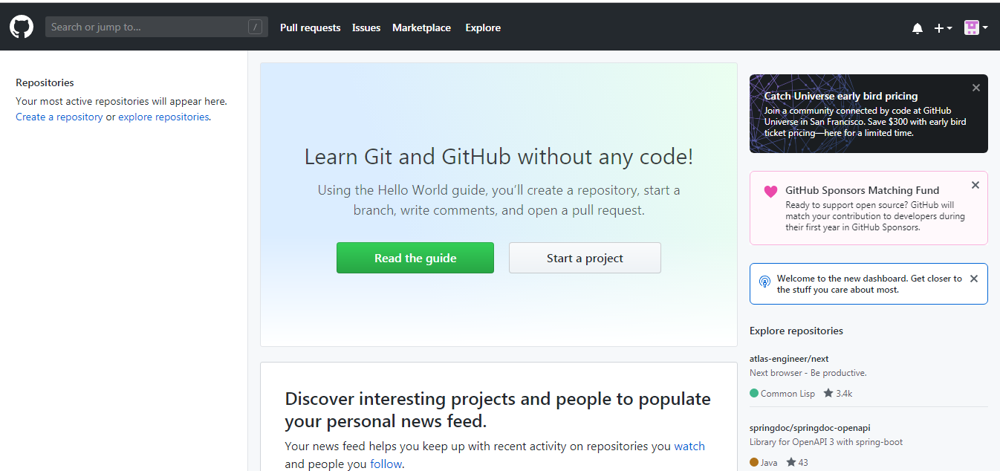 Search or jump to...
/
Pull requests
Issues
Marketplace
Explore
Repositories
Your most active repositories will appear here.
Create a repository or explore repositories.
Learn Git and GitHub without any code!
Using the Hello World guide, you’ll create a repository, start a
branch, write comments, and open a pull request.
Read the guide
Start a project
Discover interesting projects and people to populate
your personal news feed.
Your news feed helps you keep up with recent activity on repositories you watch
and people you follow.
Catch Universe early bird pricing
Join a community connected by code at GitHub
Universe in San Francisco. Save $300 with early bird
ticket pricing—here for a limited time.
GitHub Sponsors Matching Fund
Ready to support open source? GitHub will
match your contribution to developers during
their first year in GitHub Sponsors.
Welcome to the new dashboard. Get closer to
the stuff you care about most.
Explore repositories
atlas-engineer/next
Next browser - Be productive.
Common Lisp 3.4k
springdoc/springdoc-openapi
Library for OpenAPI 3 with spring-boot
Java 43